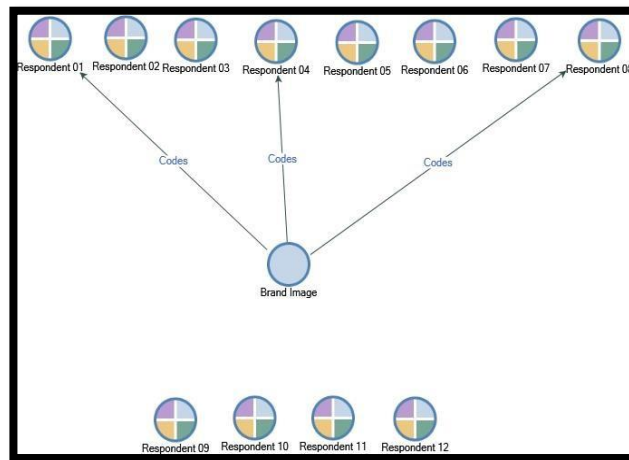 Respondent 01
Respondent 02
Respondent 03
Respondent 04
Respondent 05
Respondent 06
Respondent 07
Respondent 08
Codes
Codes
Codes
Brand Image
Respondent 09
Respondent 10
Respondent 11
Respondent 12